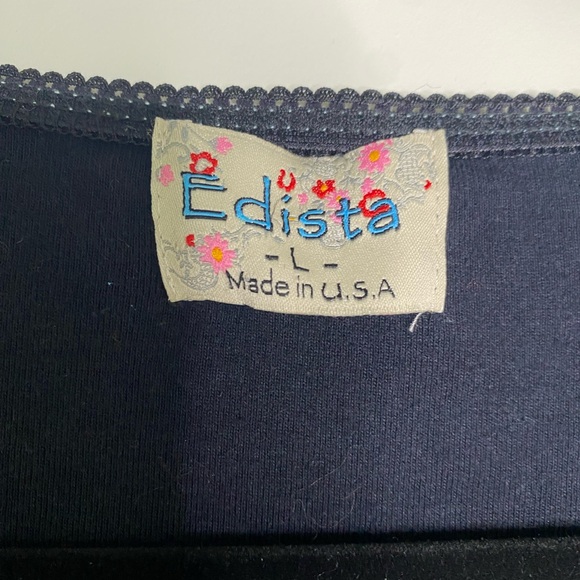 Edista
- L -
Made in U.S.A